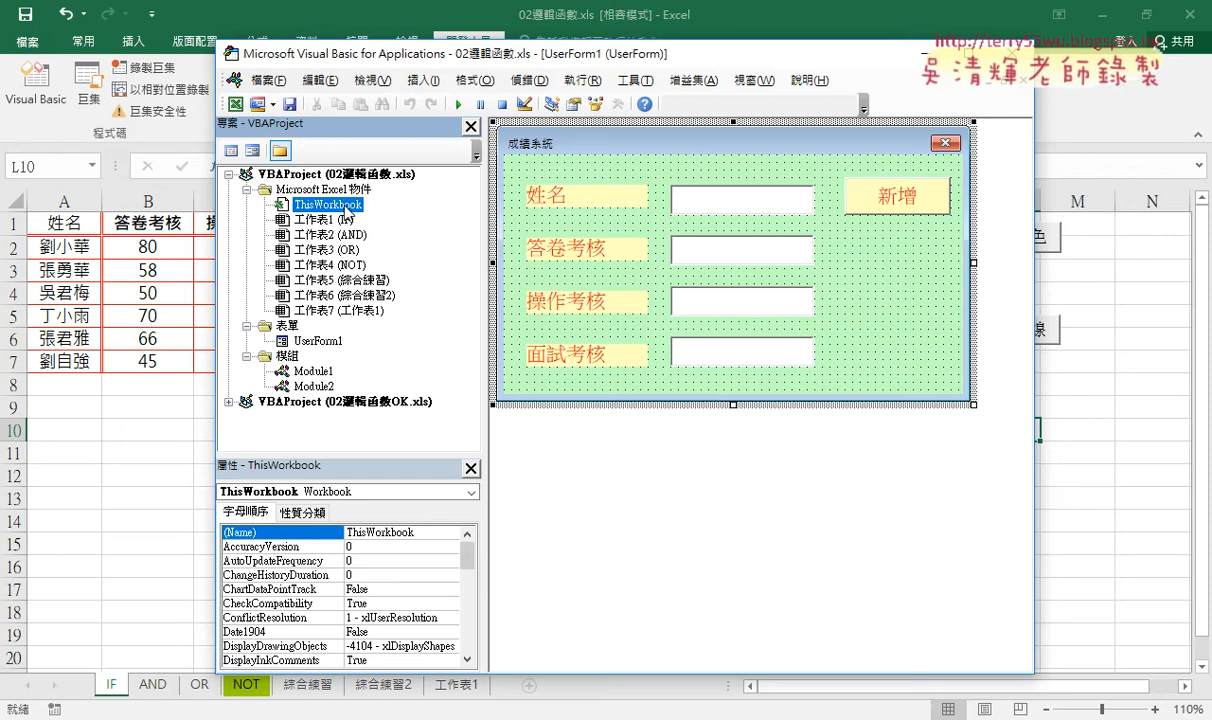 02邏輯函數.xls [相容模式] - Excel
檔案
常用
插入
版面配置
登入
共用
http://terry55wu.blogspot.tw
吳清輝老師錄製
Visual Basic
巨集
錄製巨集
以相對位置錄製
巨集安全性
程式碼
L10
Microsoft Visual Basic for Applications - 02邏輯函數.xls - [UserForm1 (UserForm)]
檔案(F) 編輯(E) 檢視(V) 插入(I) 格式(O) 偵錯(D) 執行(R) 工具(T) 增益集(A) 視窗(W) 說明(H)
專案 - VBAProject
VBAProject (02邏輯函數.xls)
Microsoft Excel 物件
ThisWorkbook
工作表1 (IF)
工作表2 (AND)
工作表3 (OR)
工作表4 (NOT)
工作表5 (綜合練習)
工作表6 (綜合練習2)
工作表7 (工作表1)
表單
UserForm1
模組
Module1
Module2
VBAProject (02邏輯函數OK.xls)
屬性 - ThisWorkbook
ThisWorkbook Workbook
字母順序 性質分類
(Name) ThisWorkbook
AccuracyVersion 0
AutoUpdateFrequency 0
ChangeHistoryDuration 0
ChartDataPointTrack False
CheckCompatibility True
ConflictResolution 1 - xlUserResolution
Date1904 False
DisplayDrawingObjects -4104 - xlDisplayShapes
DisplayInkComments True
成績系統
姓名
新增
答卷考核
操作考核
面試考核
A B M N
1 姓名 答卷考核
2 劉小華 80
3 張勇華 58
4 吳君梅 50
5 丁小雨 70
6 張君雅 66
7 劉自強 45
8
9
10
11
12
13
14
15
16
17
18
19
20
色
線
IF AND OR NOT 綜合練習 綜合練習2 工作表1
就緒
110%